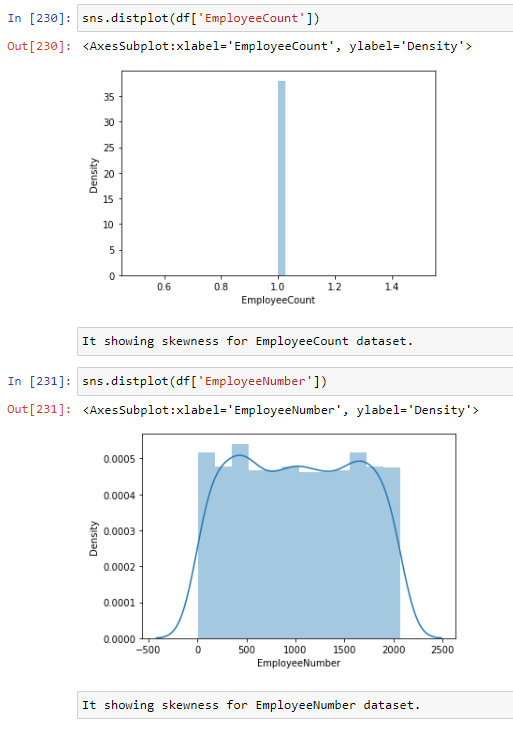 In [230]: sns.distplot(df['EmployeeCount'])
Out[230]: <AxesSubplot:xlabel='EmployeeCount', ylabel='Density'>
35
30
25
20
15
10
5
0
Density
0.6 0.8 1.0 1.2 1.4
EmployeeCount
It showing skewness for EmployeeCount dataset.
In [231]: sns.distplot(df['EmployeeNumber'])
Out[231]: <AxesSubplot:xlabel='EmployeeNumber', ylabel='Density'>
0.0005
0.0004
0.0003
0.0002
0.0001
0.0000
Density
−500 0 500 1000 1500 2000 2500
EmployeeNumber
It showing skewness for EmployeeNumber dataset.